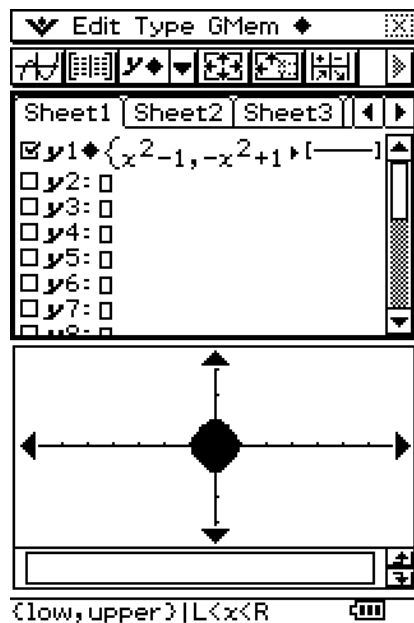 Edit Type GMem ◆
y◆
Sheet1 Sheet2 Sheet3
y1◆{x²-1,-x²+1▸[—]
y2:▯
y3:▯
y4:▯
y5:▯
y6:▯
y7:▯
{low,upper}|L<x<R